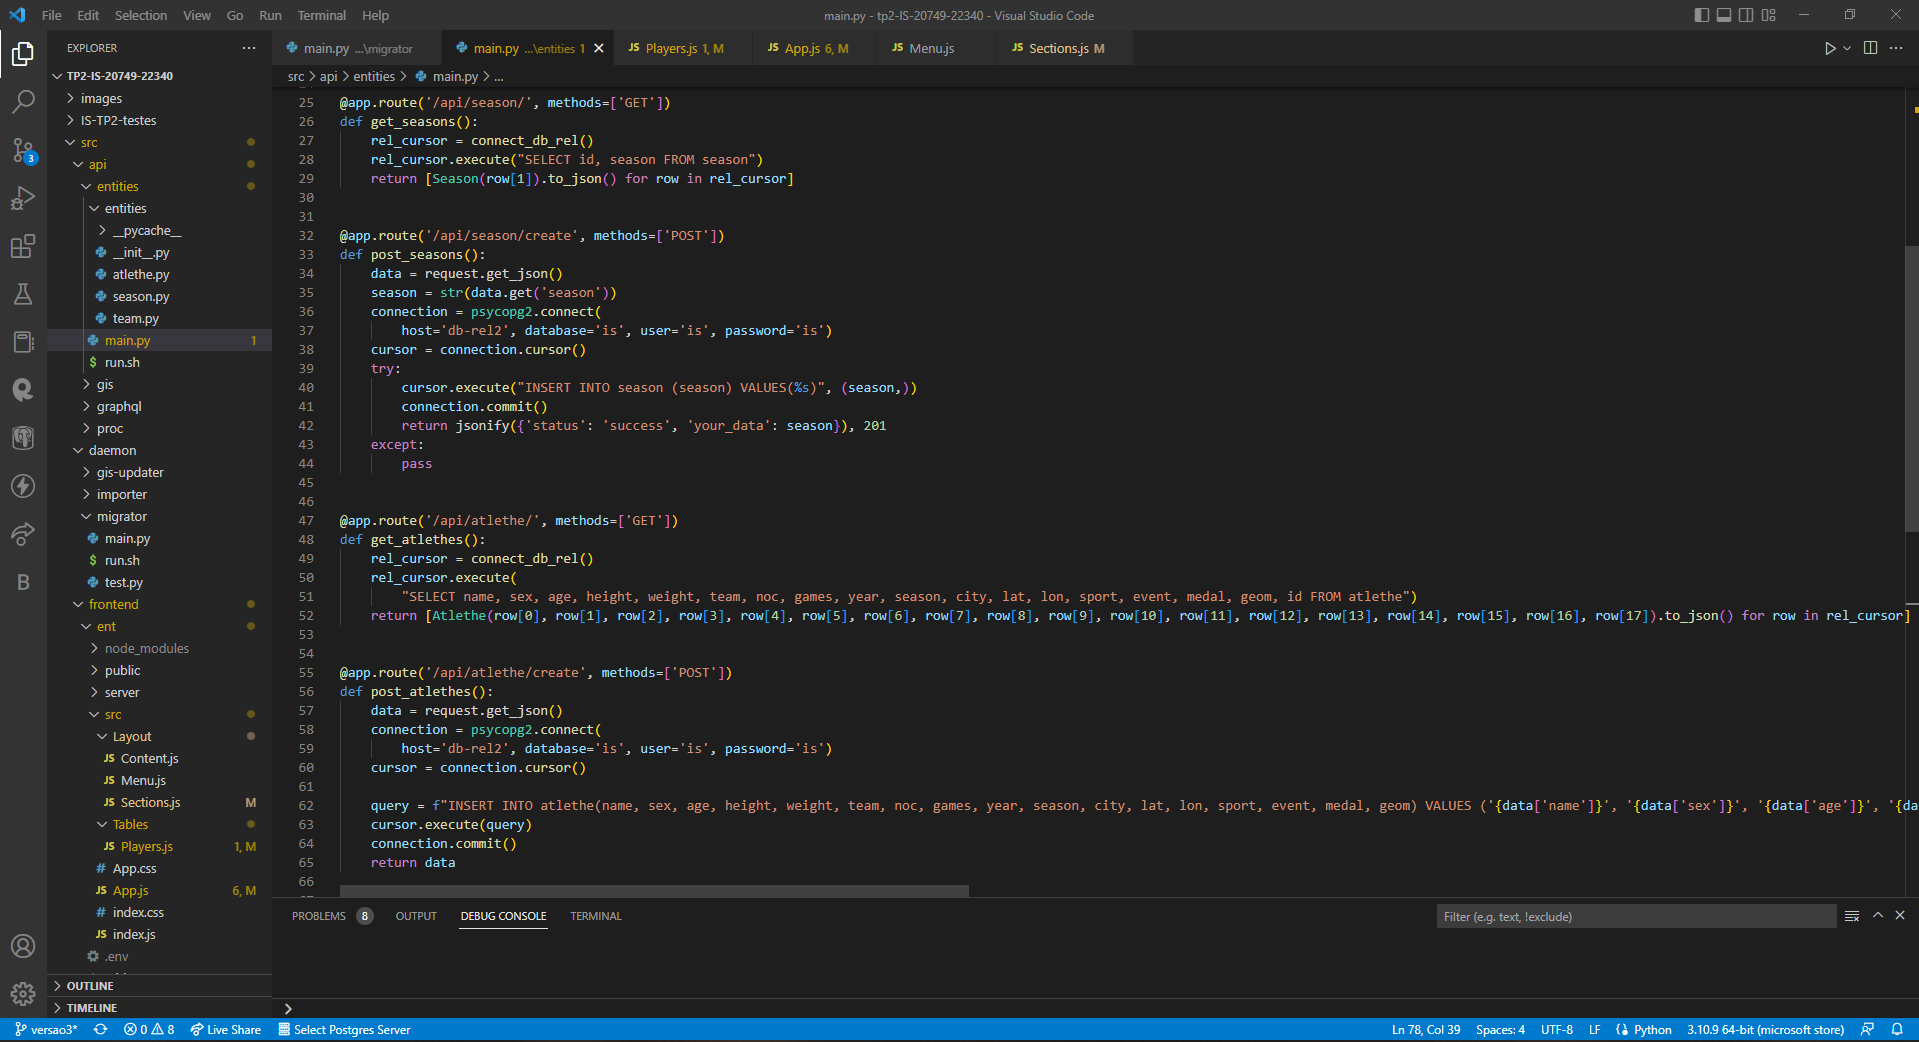 File Edit Selection View Go Run Terminal Help
main.py - tp2-IS-20749-22340 - Visual Studio Code
EXPLORER
main.py ...\migrator
main.py ...\entities 1
JS Players.js 1, M
JS App.js 6, M
JS Menu.js
JS Sections.js M
src > api > entities > main.py > ...
TP2-IS-20749-22340
images
IS-TP2-testes
src
api
entities
entities
__pycache__
__init__.py
atlethe.py
season.py
team.py
main.py 1
$ run.sh
gis
graphql
proc
daemon
gis-updater
importer
migrator
main.py
$ run.sh
test.py
frontend
ent
node_modules
public
server
src
Layout
JS Content.js
JS Menu.js
JS Sections.js M
Tables
JS Players.js 1, M
# App.css
JS App.js 6, M
# index.css
JS index.js
.env
OUTLINE
TIMELINE
3
B
25 @app.route('/api/season/', methods=['GET'])
26 def get_seasons():
27 rel_cursor = connect_db_rel()
28 rel_cursor.execute("SELECT id, season FROM season")
29 return [Season(row[1]).to_json() for row in rel_cursor]
30
31
32 @app.route('/api/season/create', methods=['POST'])
33 def post_seasons():
34 data = request.get_json()
35 season = str(data.get('season'))
36 connection = psycopg2.connect(
37 host='db-rel2', database='is', user='is', password='is')
38 cursor = connection.cursor()
39 try:
40 cursor.execute("INSERT INTO season (season) VALUES(%s)", (season,))
41 connection.commit()
42 return jsonify({'status': 'success', 'your_data': season}), 201
43 except:
44 pass
45
46
47 @app.route('/api/atlethe/', methods=['GET'])
48 def get_atlethes():
49 rel_cursor = connect_db_rel()
50 rel_cursor.execute(
51 "SELECT name, sex, age, height, weight, team, noc, games, year, season, city, lat, lon, sport, event, medal, geom, id FROM atlethe")
52 return [Atlethe(row[0], row[1], row[2], row[3], row[4], row[5], row[6], row[7], row[8], row[9], row[10], row[11], row[12], row[13], row[14], row[15], row[16], row[17]).to_json() for row in rel_cursor]
53
54
55 @app.route('/api/atlethe/create', methods=['POST'])
56 def post_atlethes():
57 data = request.get_json()
58 connection = psycopg2.connect(
59 host='db-rel2', database='is', user='is', password='is')
60 cursor = connection.cursor()
61
62 query = f"INSERT INTO atlethe(name, sex, age, height, weight, team, noc, games, year, season, city, lat, lon, sport, event, medal, geom) VALUES ('{data['name']}', '{data['sex']}', '{data['age']}', '{da
63 cursor.execute(query)
64 connection.commit()
65 return data
66
PROBLEMS 8 OUTPUT DEBUG CONSOLE TERMINAL
Filter (e.g. text, !exclude)
versao3* 0 8 Live Share Select Postgres Server
Ln 78, Col 39 Spaces: 4 UTF-8 LF Python 3.10.9 64-bit (microsoft store)